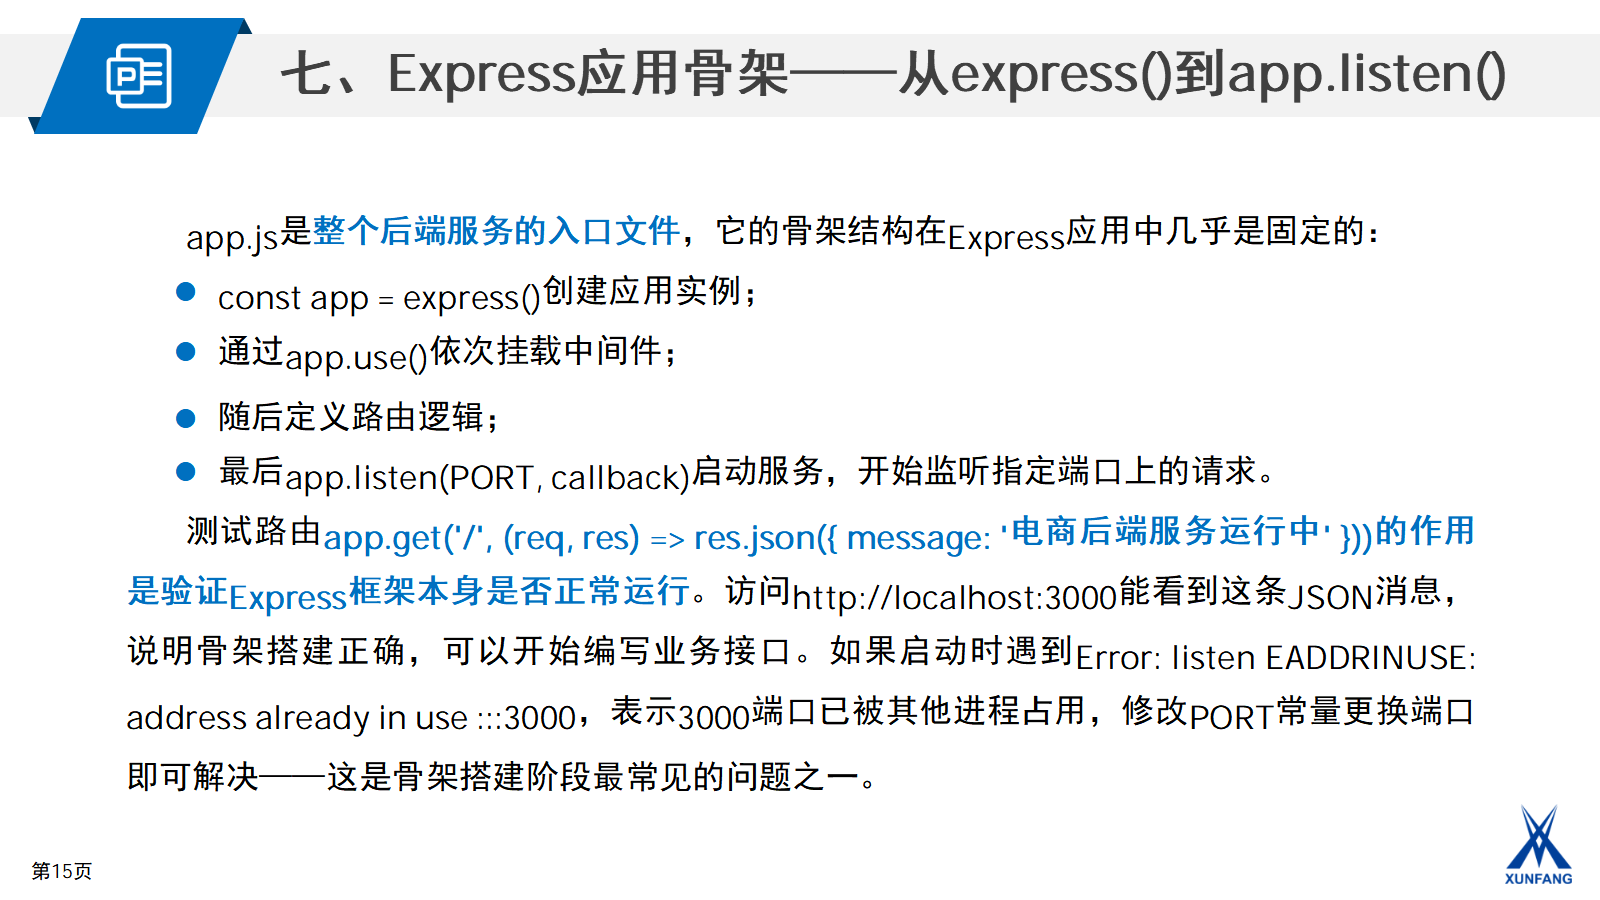 七、Express应用骨架——从express()到app.listen()
app.js是整个后端服务的入口文件，它的骨架结构在Express应用中几乎是固定的：
const app = express()创建应用实例；
通过app.use()依次挂载中间件；
随后定义路由逻辑；
最后app.listen(PORT, callback)启动服务，开始监听指定端口上的请求。
测试路由app.get('/', (req, res) => res.json({ message: '电商后端服务运行中' }))的作用
是验证Express框架本身是否正常运行。访问http://localhost:3000能看到这条JSON消息，
说明骨架搭建正确，可以开始编写业务接口。如果启动时遇到Error: listen EADDRINUSE:
address already in use :::3000，表示3000端口已被其他进程占用，修改PORT常量更换端口
即可解决——这是骨架搭建阶段最常见的问题之一。
第15页
XUNFANG